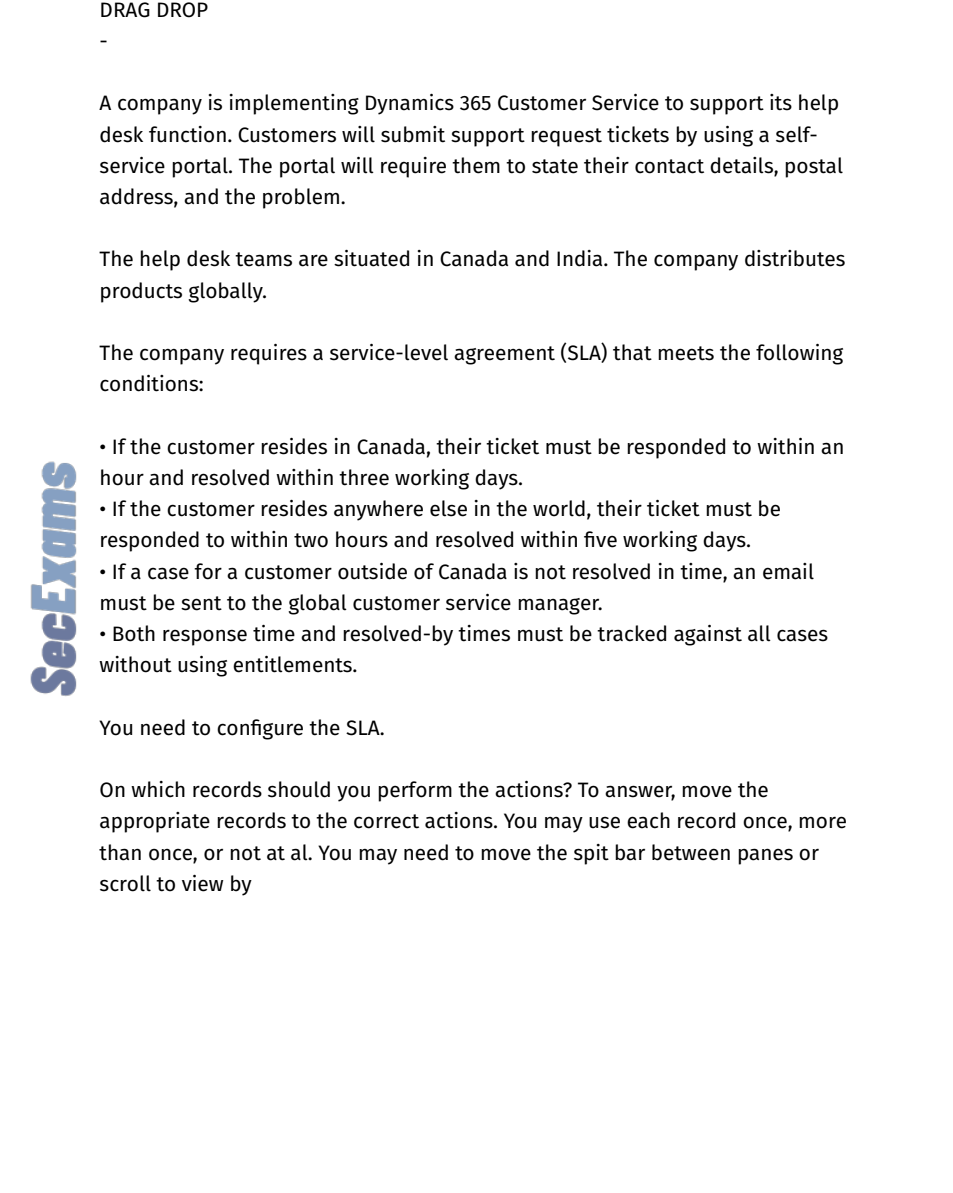 DRAG DROP
-
A company is implementing Dynamics 365 Customer Service to support its help
desk function. Customers will submit support request tickets by using a self-
service portal. The portal will require them to state their contact details, postal
address, and the problem.
The help desk teams are situated in Canada and India. The company distributes
products globally.
The company requires a service-level agreement (SLA) that meets the following
conditions:
• If the customer resides in Canada, their ticket must be responded to within an
hour and resolved within three working days.
• If the customer resides anywhere else in the world, their ticket must be
responded to within two hours and resolved within five working days.
• If a case for a customer outside of Canada is not resolved in time, an email
must be sent to the global customer service manager.
• Both response time and resolved-by times must be tracked against all cases
without using entitlements.
You need to configure the SLA.
On which records should you perform the actions? To answer, move the
appropriate records to the correct actions. You may use each record once, more
than once, or not at al. You may need to move the spit bar between panes or
scroll to view by
SecExams